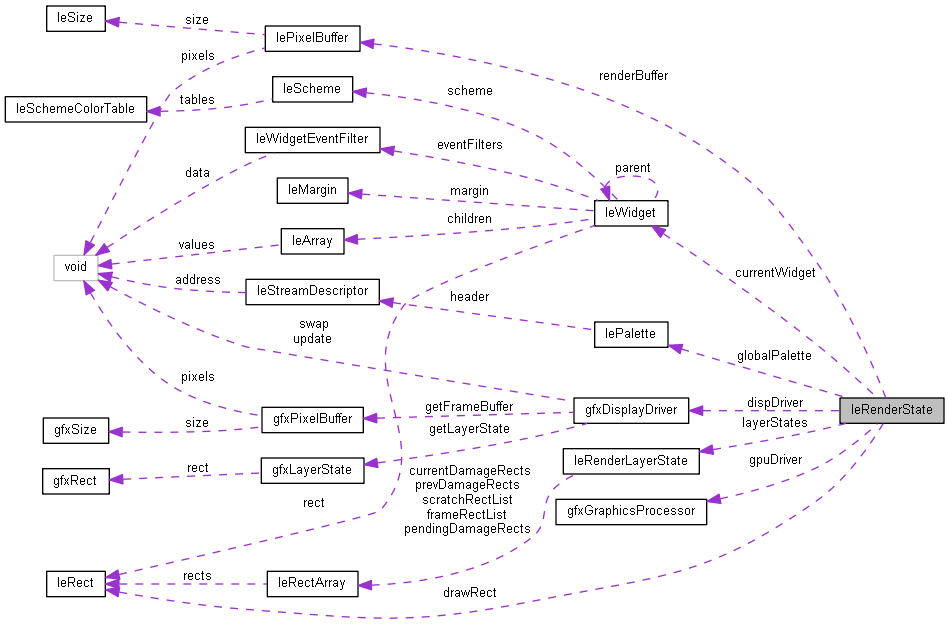 leSize
size
lePixelBuffer
pixels
renderBuffer
leScheme
scheme
leSchemeColorTable
tables
leWidgetEventFilter
eventFilters
parent
data
leMargin
margin
leWidget
children
values
leArray
void
currentWidget
address
leStreamDescriptor
header
swap
update
lePalette
globalPalette
pixels
getFrameBuffer
gfxDisplayDriver
dispDriver
leRenderState
gfxSize
size
gfxPixelBuffer
getLayerState
layerStates
gfxRect
rect
gfxLayerState
leRenderLayerState
gpuDriver
currentDamageRects
prevDamageRects
scratchRectList
frameRectList
pendingDamageRects
rect
gfxGraphicsProcessor
leRect
rects
leRectArray
drawRect